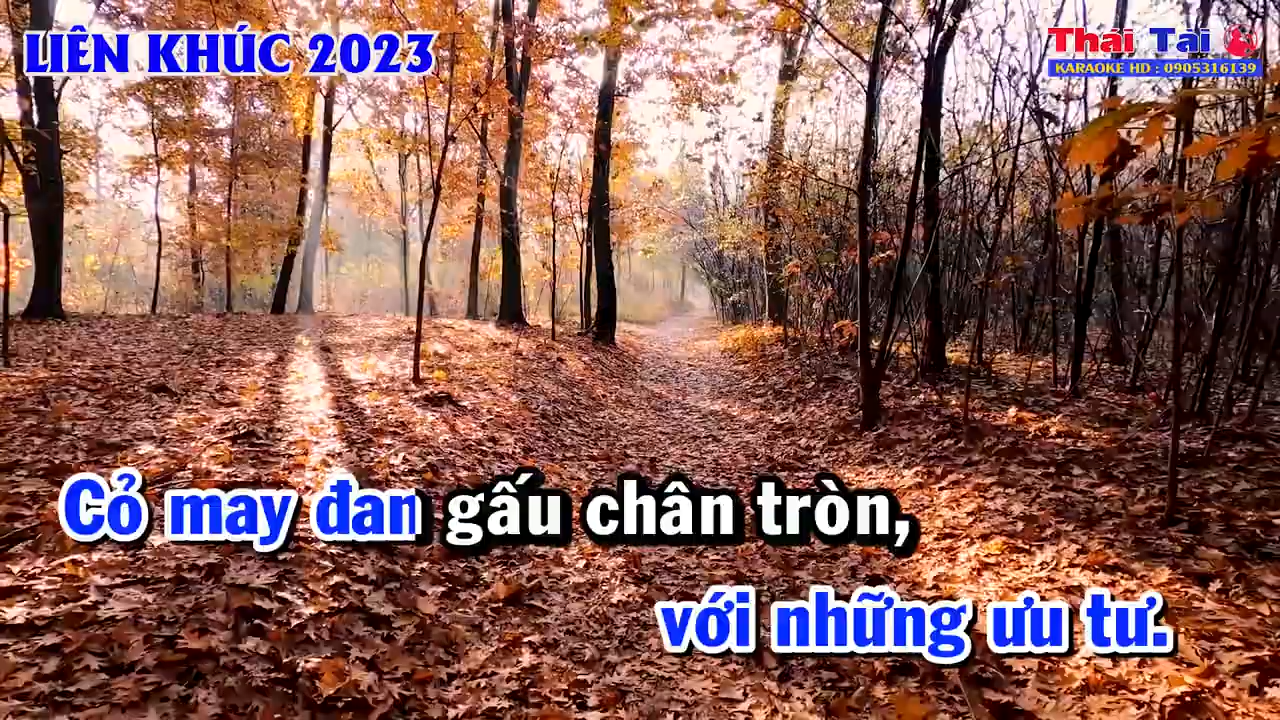 LIÊN KHÚC 2023
Thái Tài
KARAOKE HD : 0905316139
Cỏ may đan gấu chân tròn,
với những ưu tư.